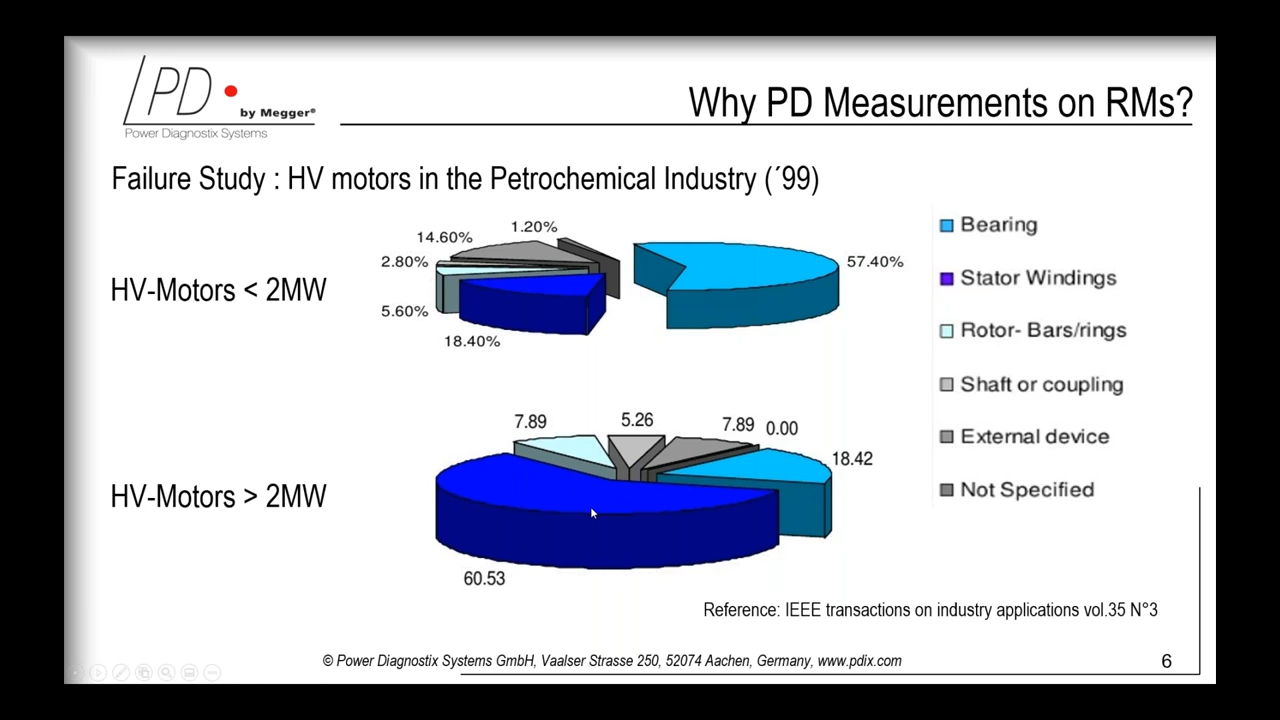 PD
by Megger®
Power Diagnostix Systems
Why PD Measurements on RMs?
Failure Study : HV motors in the Petrochemical Industry (´99)
HV-Motors < 2MW
1.20%
14.60%
2.80%
5.60%
18.40%
57.40%
Bearing
Stator Windings
Rotor- Bars/rings
Shaft or coupling
External device
Not Specified
HV-Motors > 2MW
7.89
5.26
7.89
0.00
18.42
60.53
Reference: IEEE transactions on industry applications vol.35 N°3
© Power Diagnostix Systems GmbH, Vaalser Strasse 250, 52074 Aachen, Germany, www.pdix.com
6